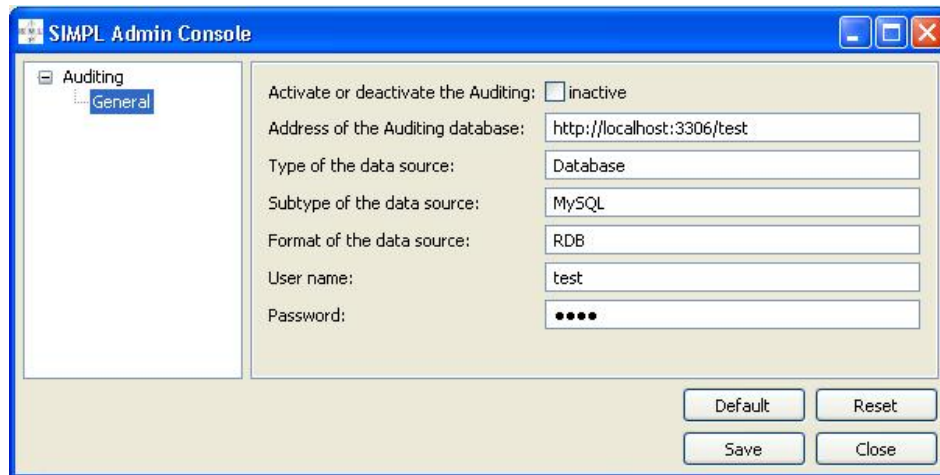 SIMPL Admin Console
Auditing
General
Activate or deactivate the Auditing: inactive
Address of the Auditing database: http://localhost:3306/test
Type of the data source: Database
Subtype of the data source: MySQL
Format of the data source: RDB
User name: test
Password: ●●●●
Default Reset
Save Close